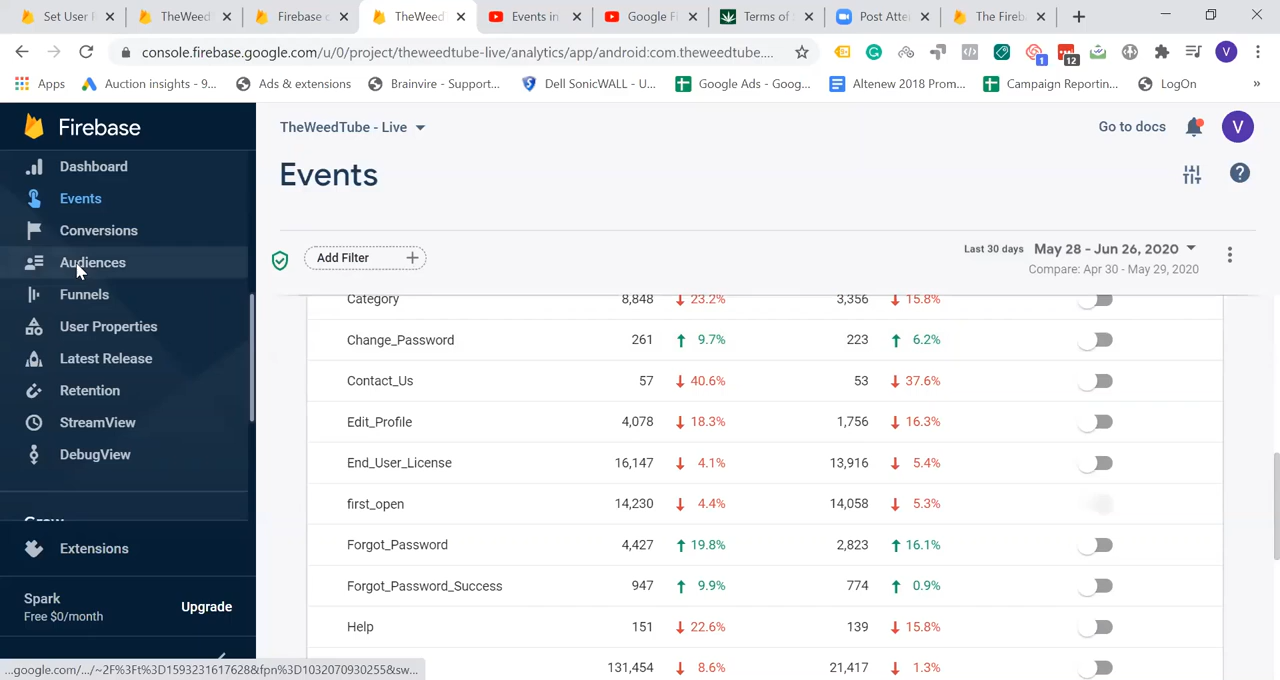 Set User P
TheWeedT
Firebase c
TheWeedT
Events in
Google Fi
Terms of
Post Atte
The Fireb
console.firebase.google.com/u/0/project/theweedtube-live/analytics/app/android:com.theweedtube....
1
12
V
Apps
Auction insights - 9...
Ads & extensions
Brainvire - Support...
Dell SonicWALL - U...
Google Ads - Goog...
Altenew 2018 Prom...
Campaign Reportin...
LogOn
»
Firebase
TheWeedTube - Live
Go to docs
V
Events
Dashboard
Events
Conversions
Audiences
Funnels
User Properties
Latest Release
Retention
StreamView
DebugView
Grow
Extensions
Spark
Free $0/month
Upgrade
Add Filter
Last 30 days May 28 - Jun 26, 2020
Compare: Apr 30 - May 29, 2020
Category 8,848 23.2% 3,356 15.8%
Change_Password 261 9.7% 223 6.2%
Contact_Us 57 40.6% 53 37.6%
Edit_Profile 4,078 18.3% 1,756 16.3%
End_User_License 16,147 4.1% 13,916 5.4%
first_open 14,230 4.4% 14,058 5.3%
Forgot_Password 4,427 19.8% 2,823 16.1%
Forgot_Password_Success 947 9.9% 774 0.9%
Help 151 22.6% 139 15.8%
131,454 8.6% 21,417 1.3%
...google.com/.../~2F%3Ft%3D1593231617628&fpn%3D1032070930255&sw...